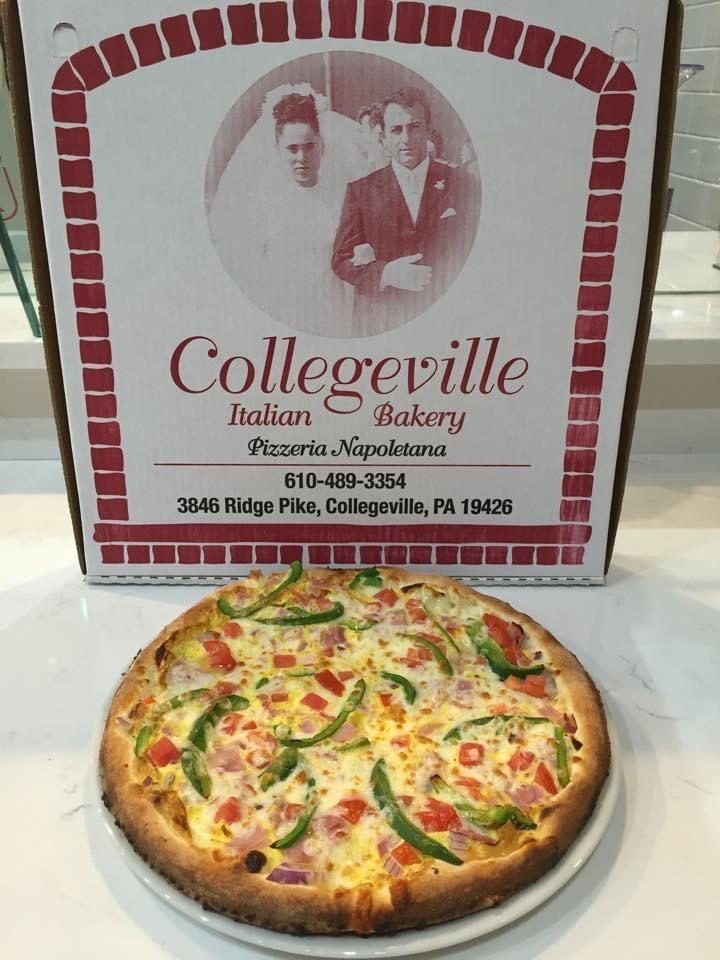 Collegeville
Italian Bakery
Pizzeria Napoletana
610-489-3354
3846 Ridge Pike, Collegeville, PA 19426